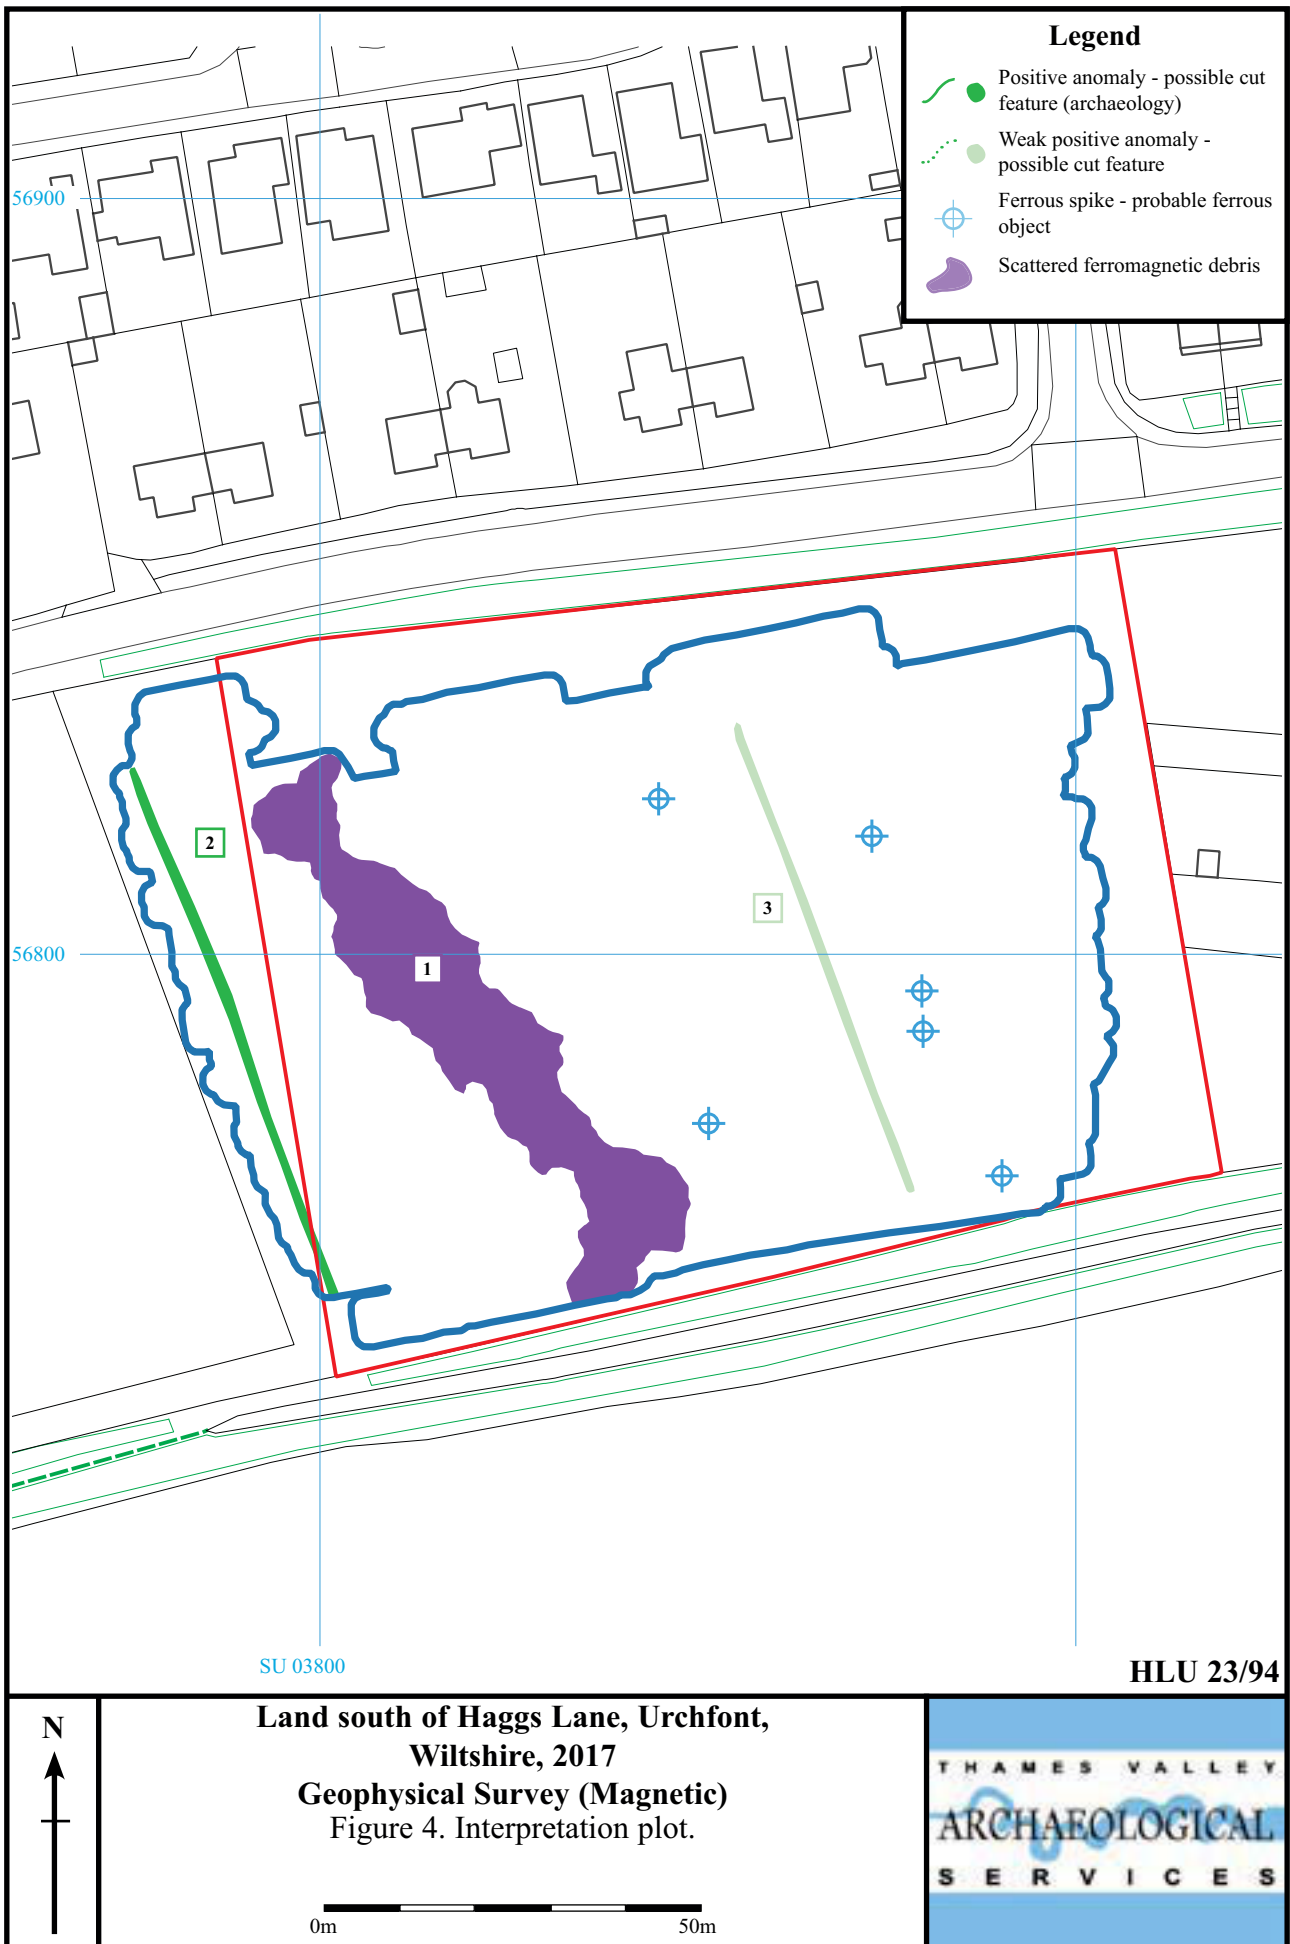 Legend
Positive anomaly - possible cut
feature (archaeology)
Weak positive anomaly -
possible cut feature
Ferrous spike - probable ferrous
object
Scattered ferromagnetic debris
56900
2
3
56800
1
SU 03800
HLU 23/94
N
Land south of Haggs Lane, Urchfont,
Wiltshire, 2017
Geophysical Survey (Magnetic)
Figure 4. Interpretation plot.
0m 50m
THAMES VALLEY
ARCHAEOLOGICAL
SERVICES